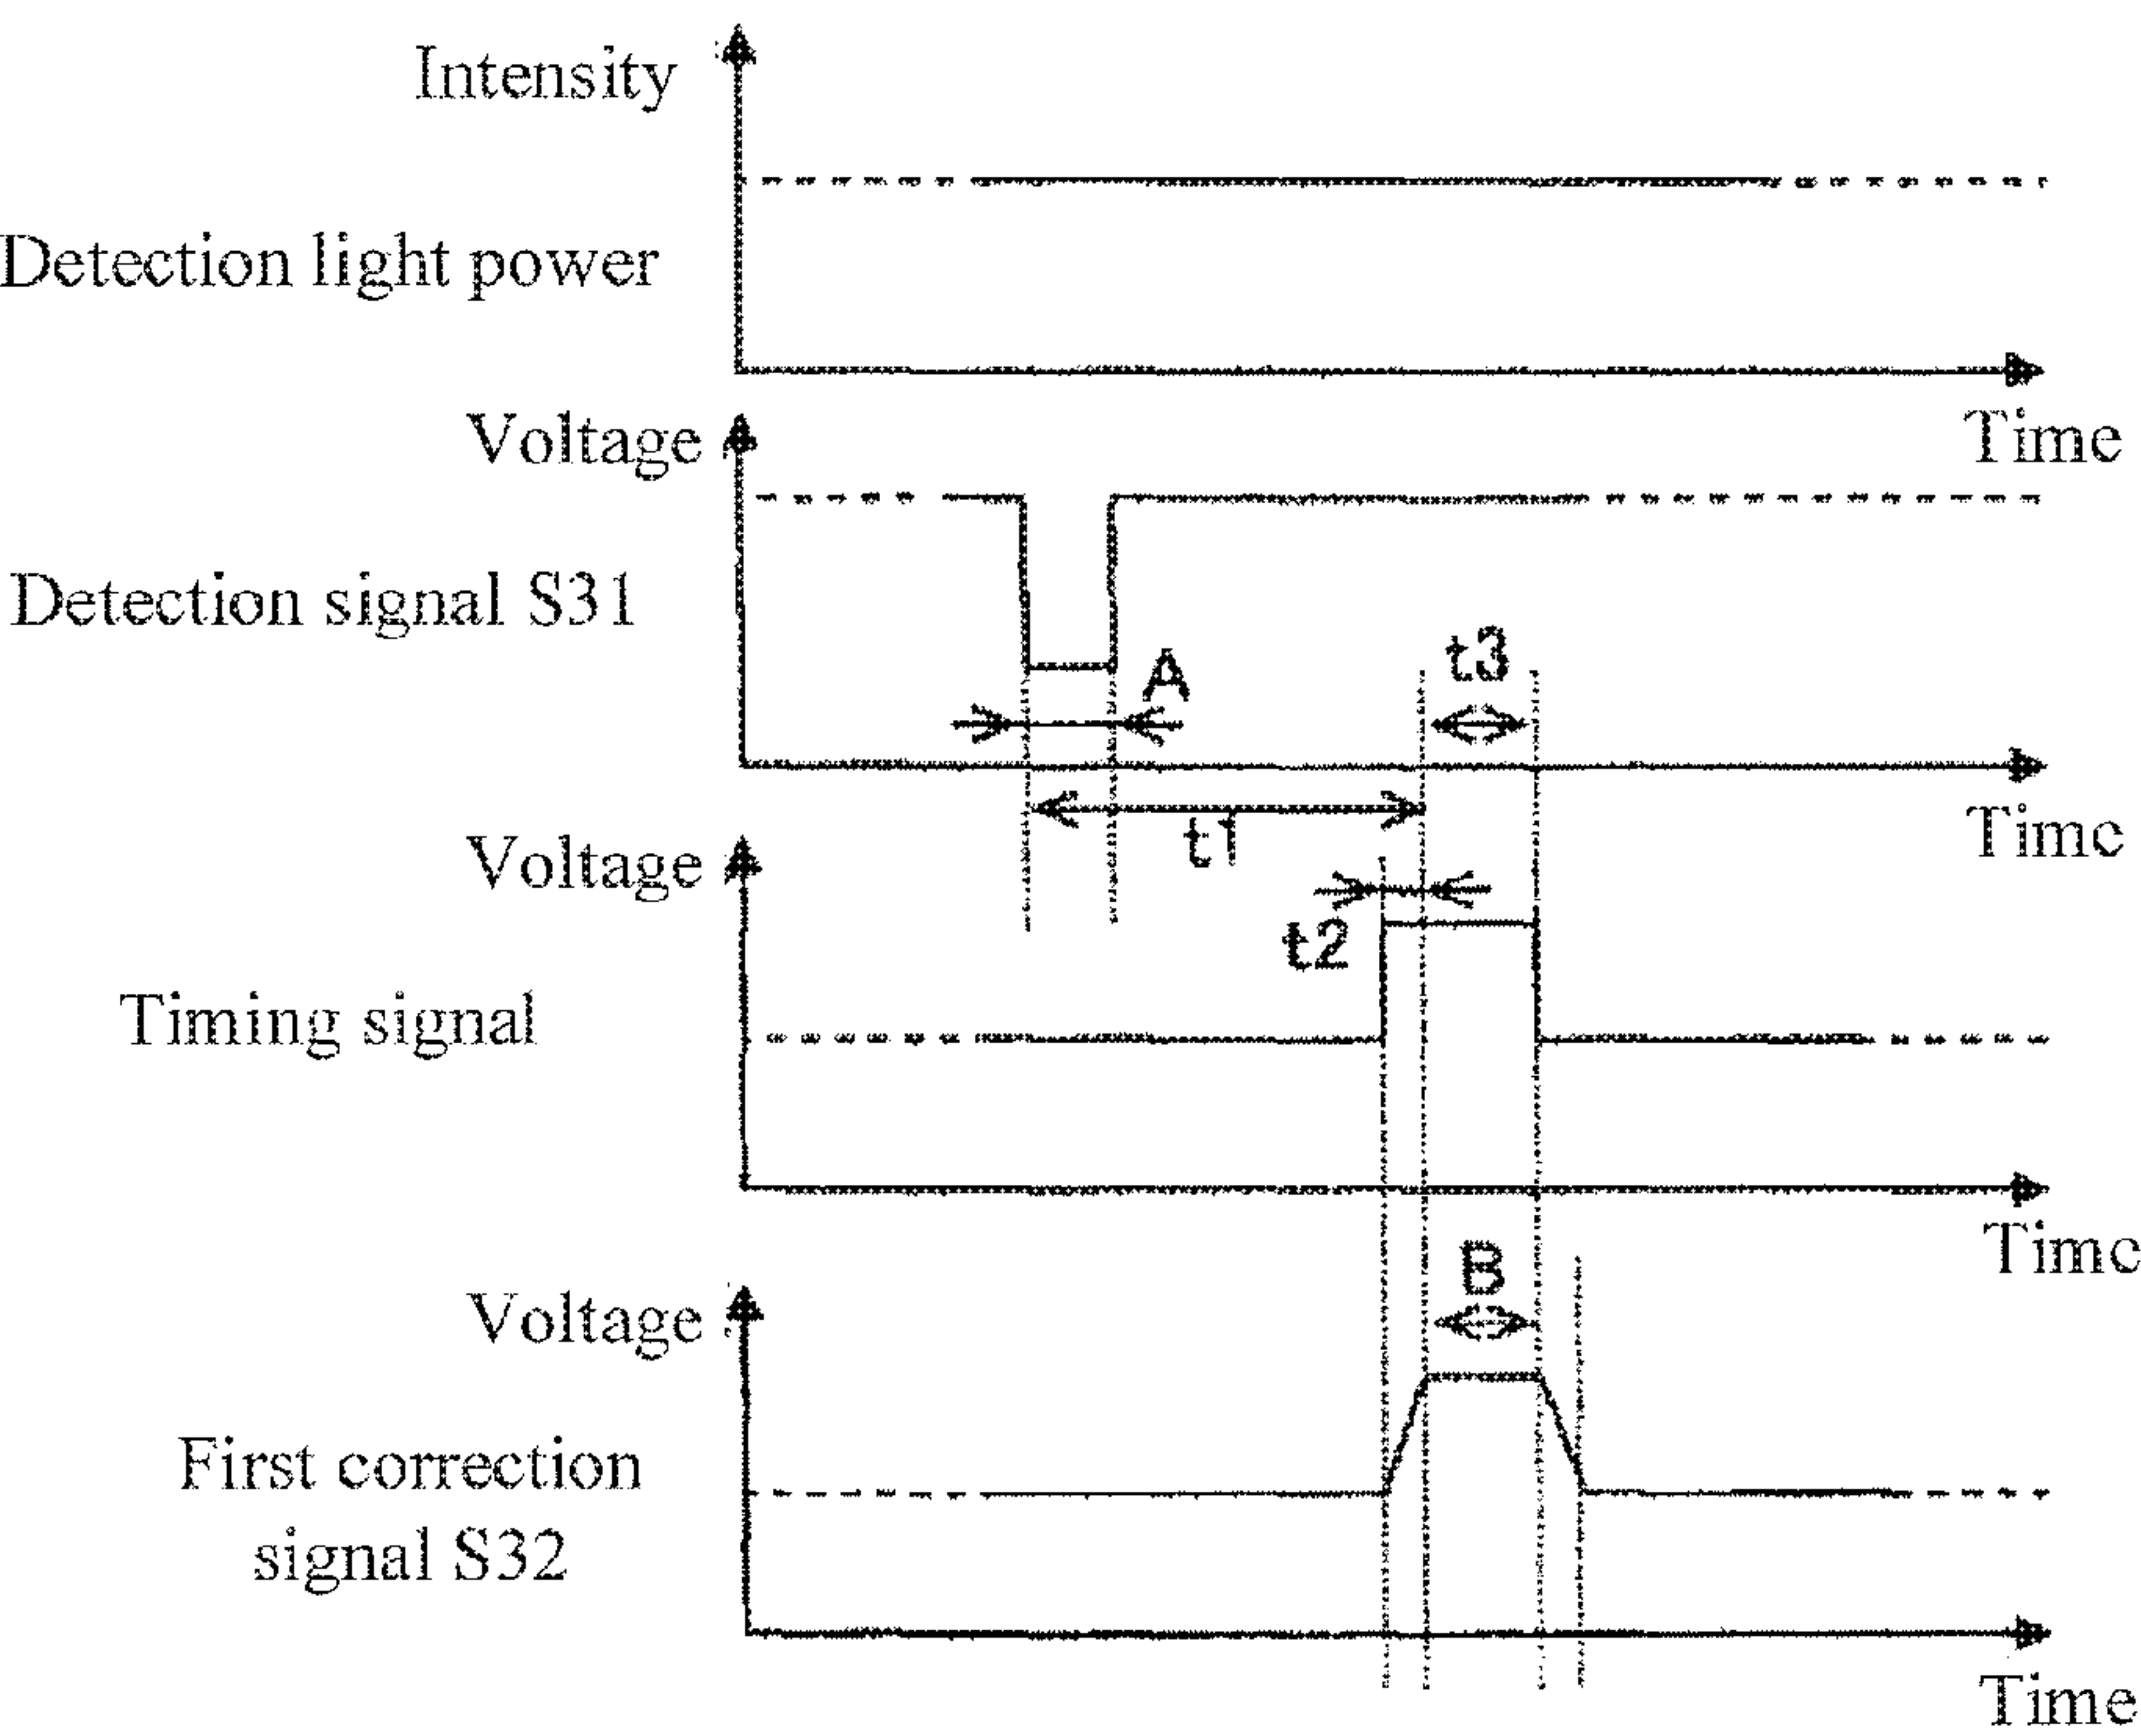 Intensity
Detection light power
Time
Voltage
Detection signal S31
A
t3
Time
t1
Voltage
t2
Timing signal
Time
B
Voltage
First correction
signal S32
Time